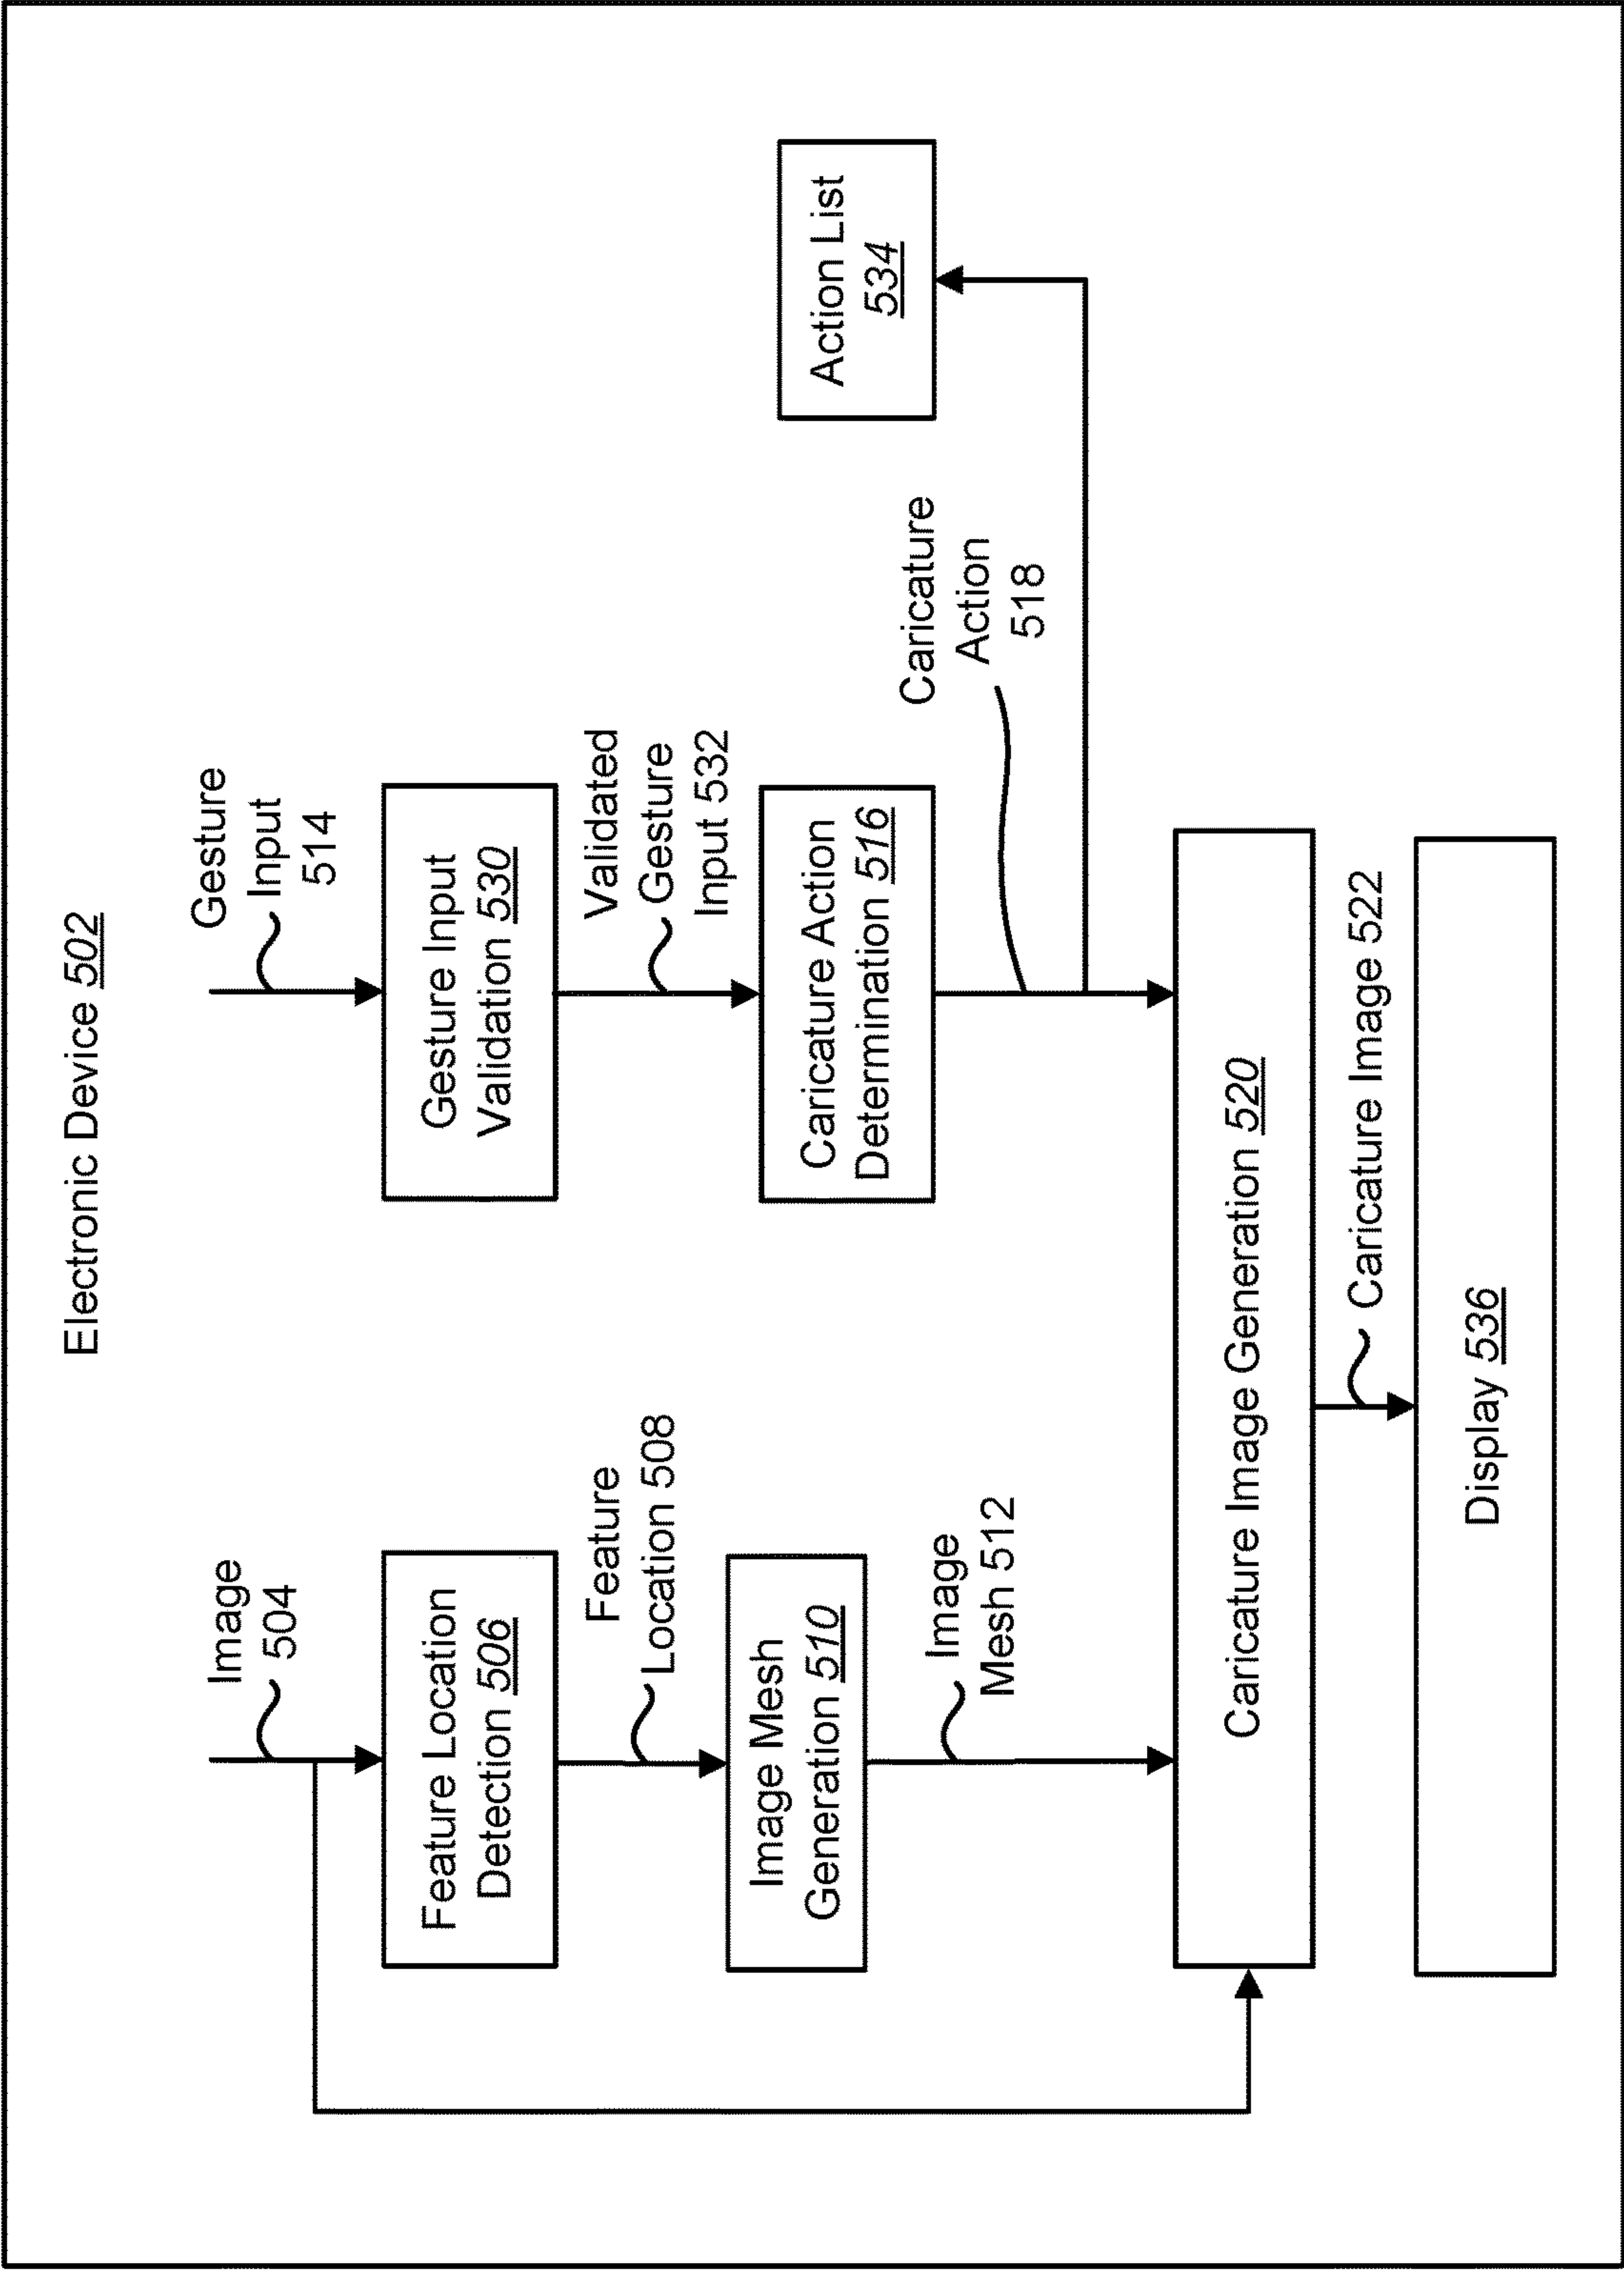 Electronic Device 502
Image
504
Gesture
Input
514
Feature Location
Detection 506
Gesture Input
Validation 530
Feature
Location 508
Validated
Gesture
Input 532
Image Mesh
Generation 510
Caricature Action
Determination 516
Action List
534
Image
Mesh 512
Caricature
Action
518
Caricature Image Generation 520
Caricature Image 522
Display 536